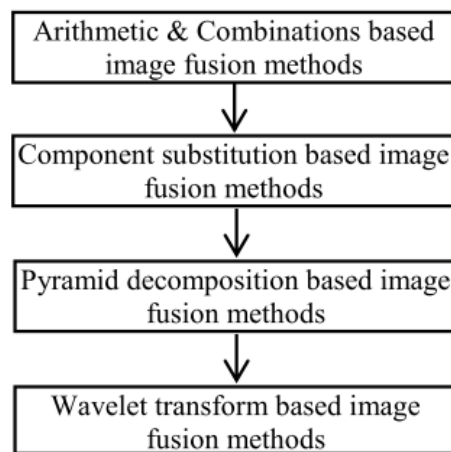 Arithmetic & Combinations based
image fusion methods
Component substitution based image
fusion methods
Pyramid decomposition based image
fusion methods
Wavelet transform based image
fusion methods